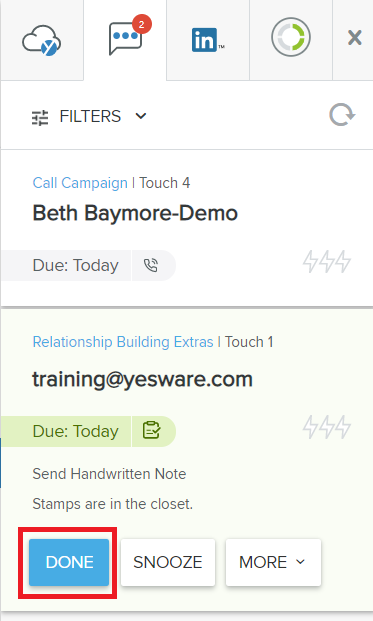 2
in™
FILTERS
Call Campaign | Touch 4
Beth Baymore-Demo
Due: Today
Relationship Building Extras | Touch 1
training@yesware.com
Due: Today
Send Handwritten Note
Stamps are in the closet.
DONE SNOOZE MORE